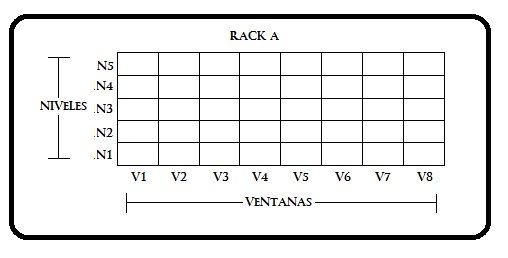 RACK A
N5
N4
NIVELES N3
N2
N1
V1 V2 V3 V4 V5 V6 V7 V8
VENTANAS